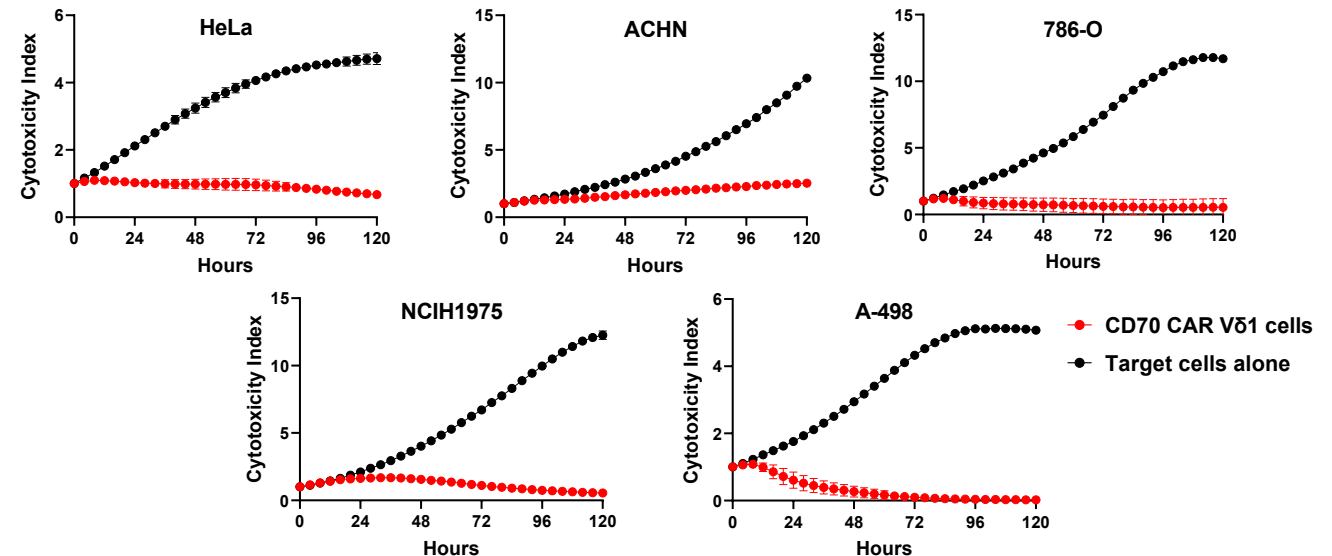 HeLa
Cytotoxicity Index
6
4
2
0
0 24 48 72 96 120
Hours
ACHN
Cytotoxicity Index
15
10
5
0
0 24 48 72 96 120
Hours
786-O
Cytotoxicity Index
15
10
5
0
0 24 48 72 96 120
Hours
NCIH1975
Cytotoxicity Index
15
10
5
0
0 24 48 72 96 120
Hours
A-498
Cytotoxicity Index
6
4
2
0
0 24 48 72 96 120
Hours
CD70 CAR Vδ1 cells
Target cells alone